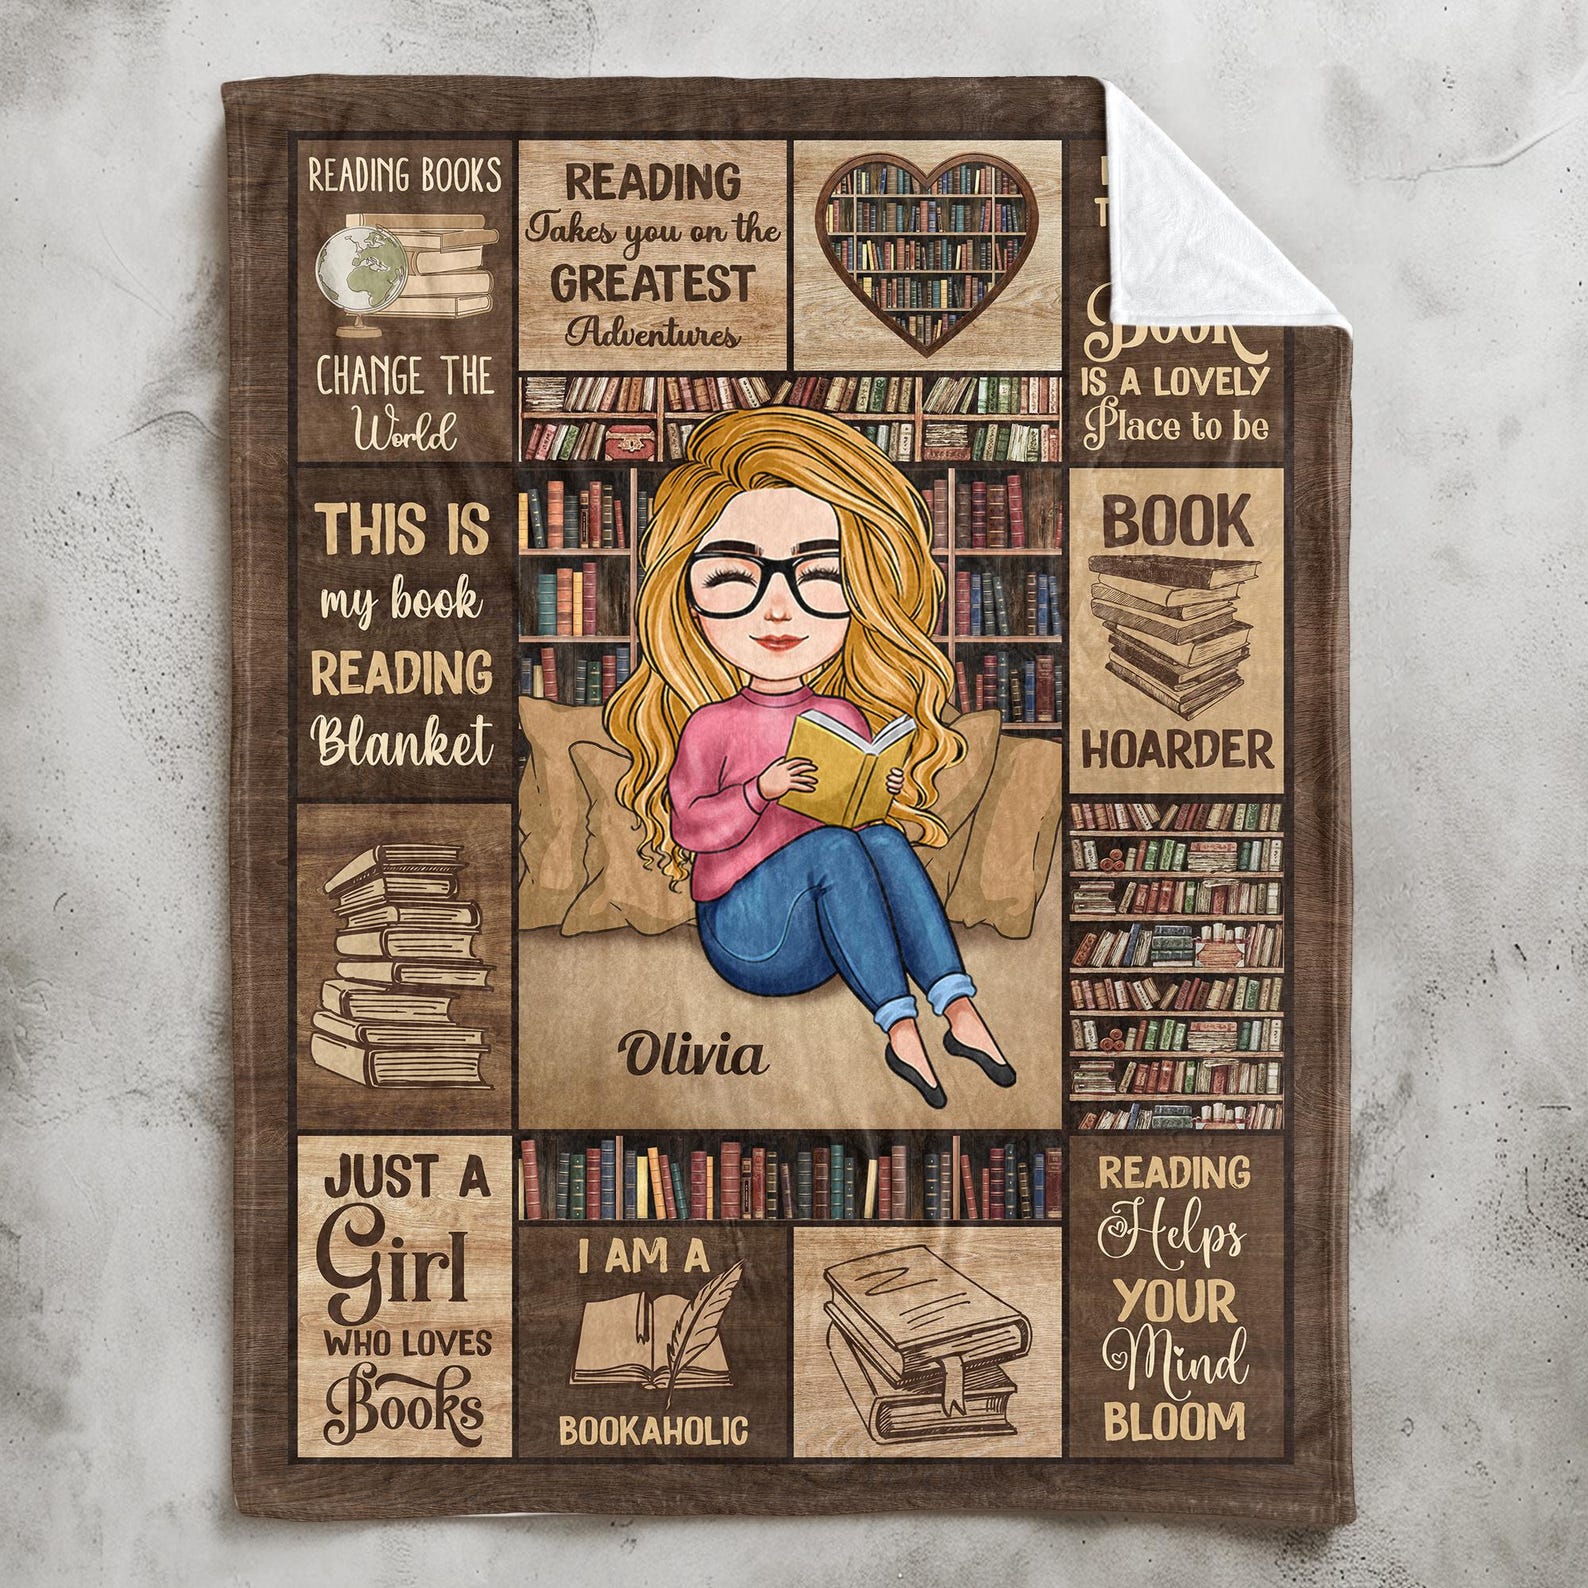 READING BOOKS
CHANGE THE
World
READING
Takes you on the
GREATEST
Adventures
Book
IS A LOVELY
Place to be
THIS IS
my book
READING
Blanket
BOOK
HOARDER
Olivia
JUST A
Girl
WHO LOVES
Books
I AM A
BOOKAHOLIC
READING
Helps
YOUR
Mind
BLOOM